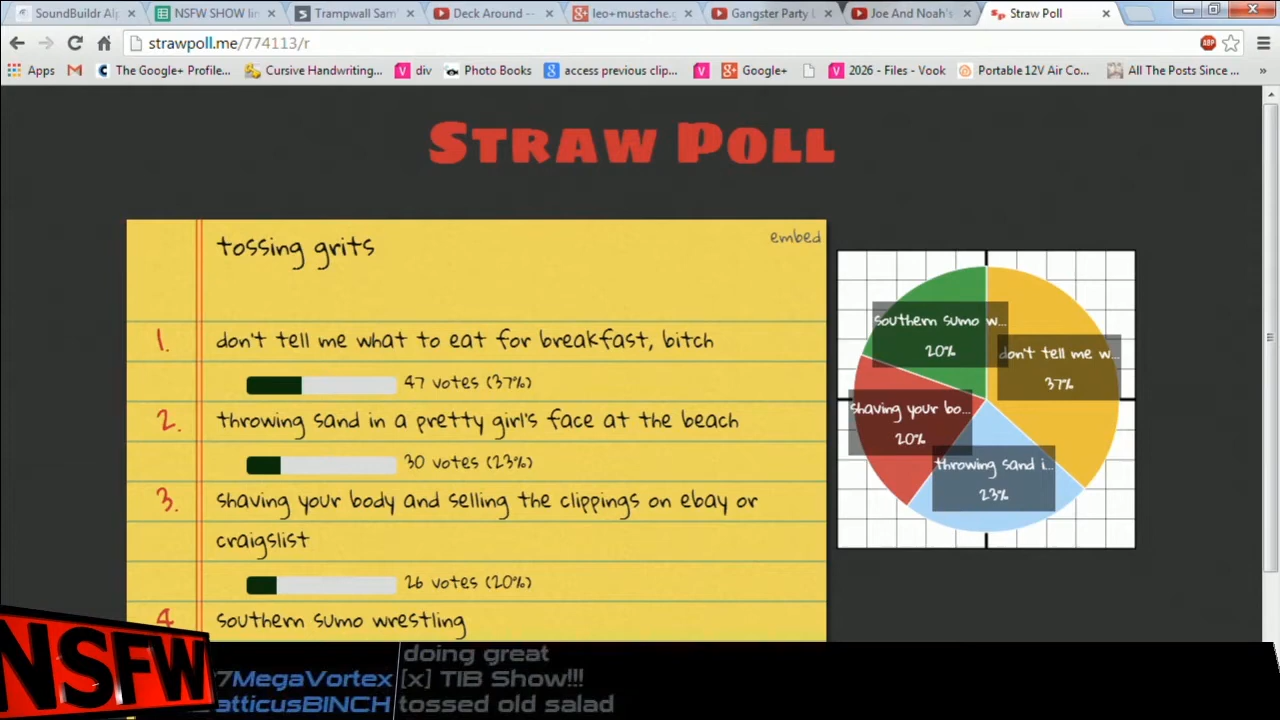 SoundBuildr Al
NSFW SHOW lin
Trampwall Sam
Deck Around --
leo+mustache.g
Gangster Party L
Joe And Noah's
Straw Poll
strawpoll.me/774113/r
ABP
Apps
The Google+ Profile...
Cursive Handwriting...
div
Photo Books
access previous clip...
Google+
2026 - Files - Vook
Portable 12V Air Co...
All The Posts Since ...
»
STRAW POLL
tossing grits
embed
1. don't tell me what to eat for breakfast, bitch
47 votes (37%)
2. throwing sand in a pretty girl's face at the beach
30 votes (23%)
3. shaving your body and selling the clippings on ebay or
craigslist
26 votes (20%)
4. southern sumo wrestling
southern sumo w...
20%
don't tell me w...
37%
shaving your bo...
20%
throwing sand i...
23%
NSFW
doing great
7MegaVortex [x] TIB Show!!!
atticusBINCH tossed old salad